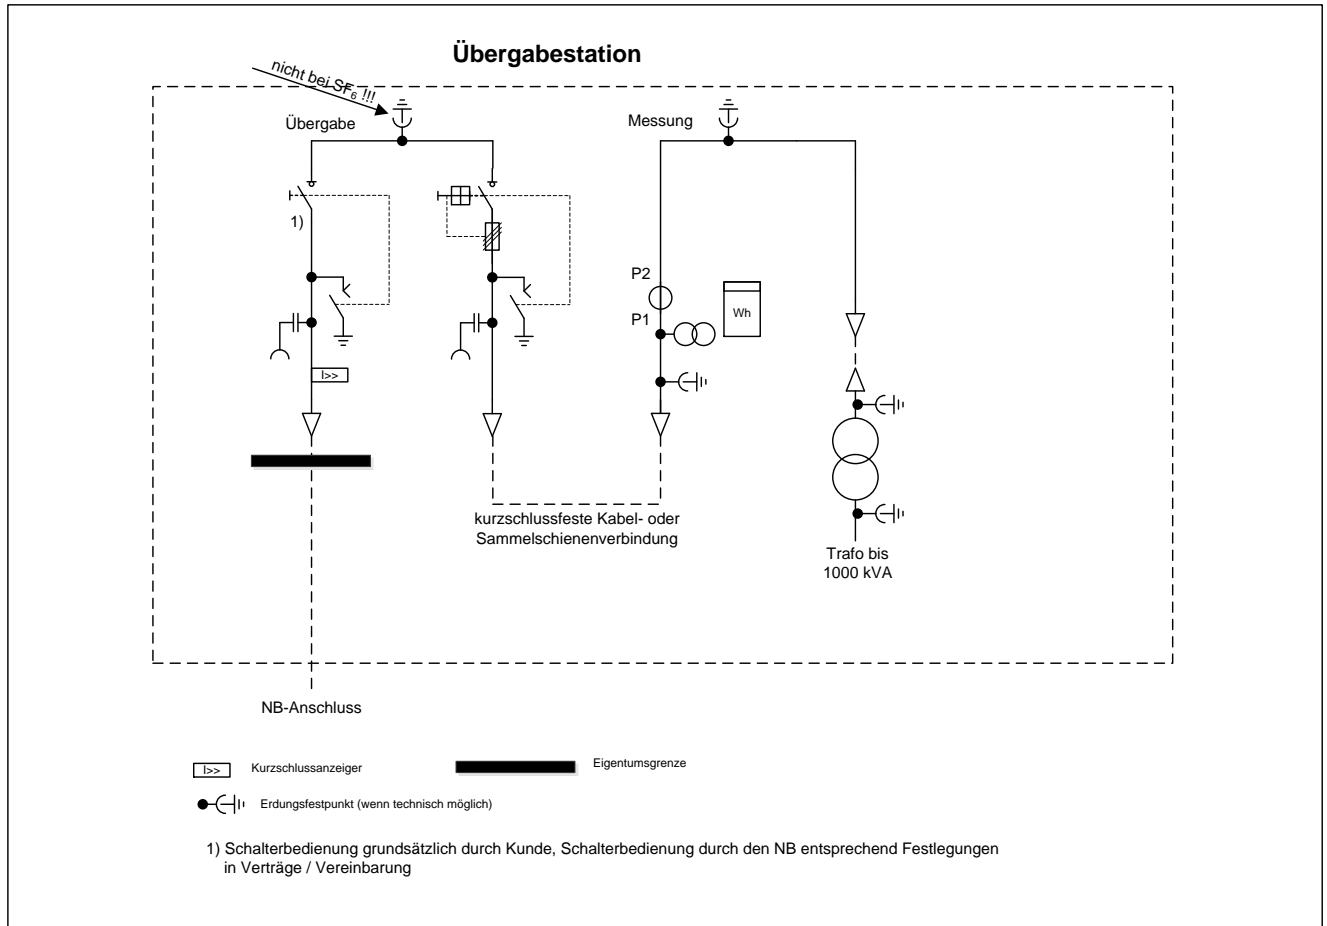 Übergabestation
nicht bei SF₆ !!!
Übergabe
Messung
1)
P2
P1
Wh
I>>
kurzschlussfeste Kabel- oder
Sammelschienenverbindung
Trafo bis
1000 kVA
NB-Anschluss
I>> Kurzschlussanzeiger
Eigentumsgrenze
Erdungsfestpunkt (wenn technisch möglich)
1) Schalterbedienung grundsätzlich durch Kunde, Schalterbedienung durch den NB entsprechend Festlegungen
in Verträge / Vereinbarung